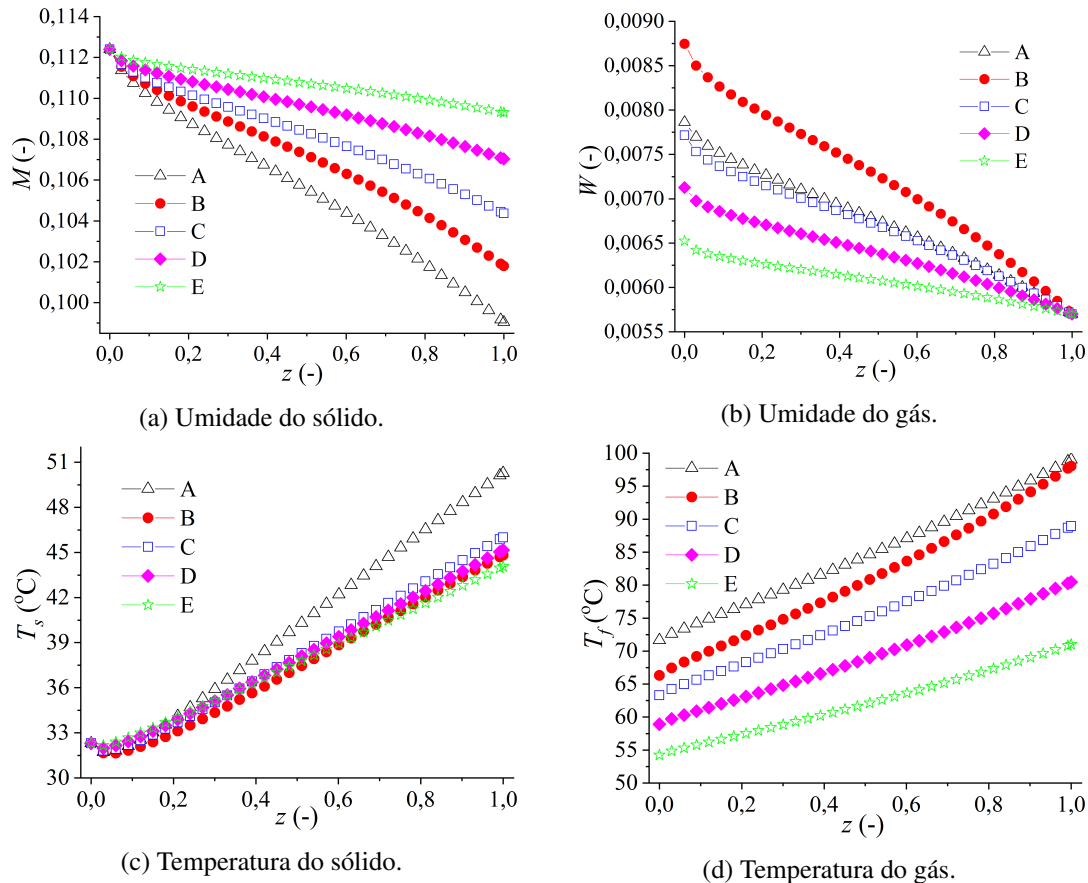 0,114
0,112
0,110
0,108
0,106
0,104
0,102
0,100
M (-)
A
B
C
D
E
0,0 0,2 0,4 0,6 0,8 1,0
z (-)
(a) Umidade do sólido.
0,0090
0,0085
0,0080
0,0075
0,0070
0,0065
0,0060
0,0055
W (-)
A
B
C
D
E
0,0 0,2 0,4 0,6 0,8 1,0
z (-)
(b) Umidade do gás.
51
48
45
42
39
36
33
30
Ts (°C)
A
B
C
D
E
0,0 0,2 0,4 0,6 0,8 1,0
z (-)
(c) Temperatura do sólido.
100
95
90
85
80
75
70
65
60
55
50
Tf (°C)
A
B
C
D
E
0,0 0,2 0,4 0,6 0,8 1,0
z (-)
(d) Temperatura do gás.